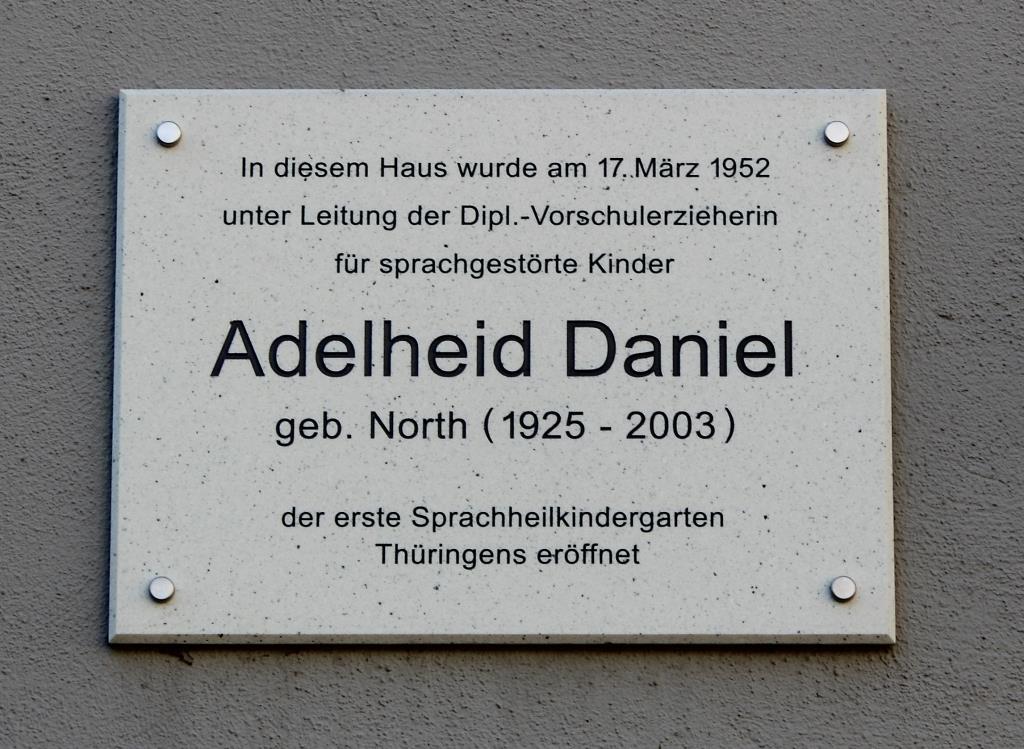 In diesem Haus wurde am 17. März 1952
unter Leitung der Dipl.-Vorschulerzieherin
für sprachgestörte Kinder
Adelheid Daniel
geb. North (1925 - 2003)
der erste Sprachheilkindergarten
Thüringens eröffnet